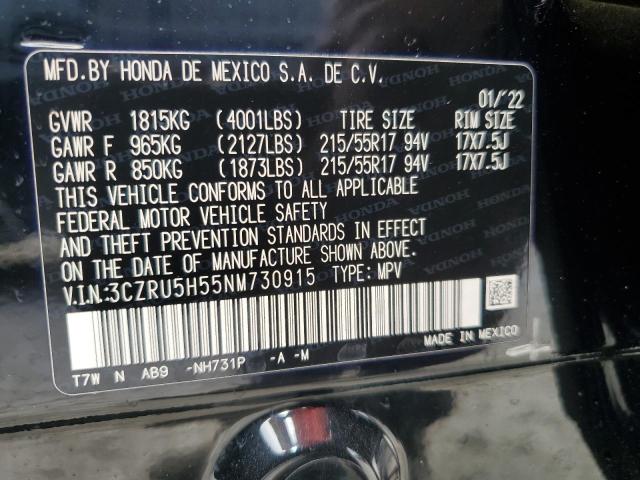 MFD.BY HONDA DE MEXICO S.A. DE C.V.
01/'22
GVWR 1815KG (4001LBS) TIRE SIZE RIM SIZE
GAWR F 965KG (2127LBS) 215/55R17 94V 17X7.5J
GAWR R 850KG (1873LBS) 215/55R17 94V 17X7.5J
THIS VEHICLE CONFORMS TO ALL APPLICABLE
FEDERAL MOTOR VEHICLE SAFETY
AND THEFT PREVENTION STANDARDS IN EFFECT
ON THE DATE OF MANUFACTURE SHOWN ABOVE.
V.I.N:3CZRU5H55NM730915 TYPE: MPV
MADE IN MEXICO
T7W N AB9 -NH731P -A -M